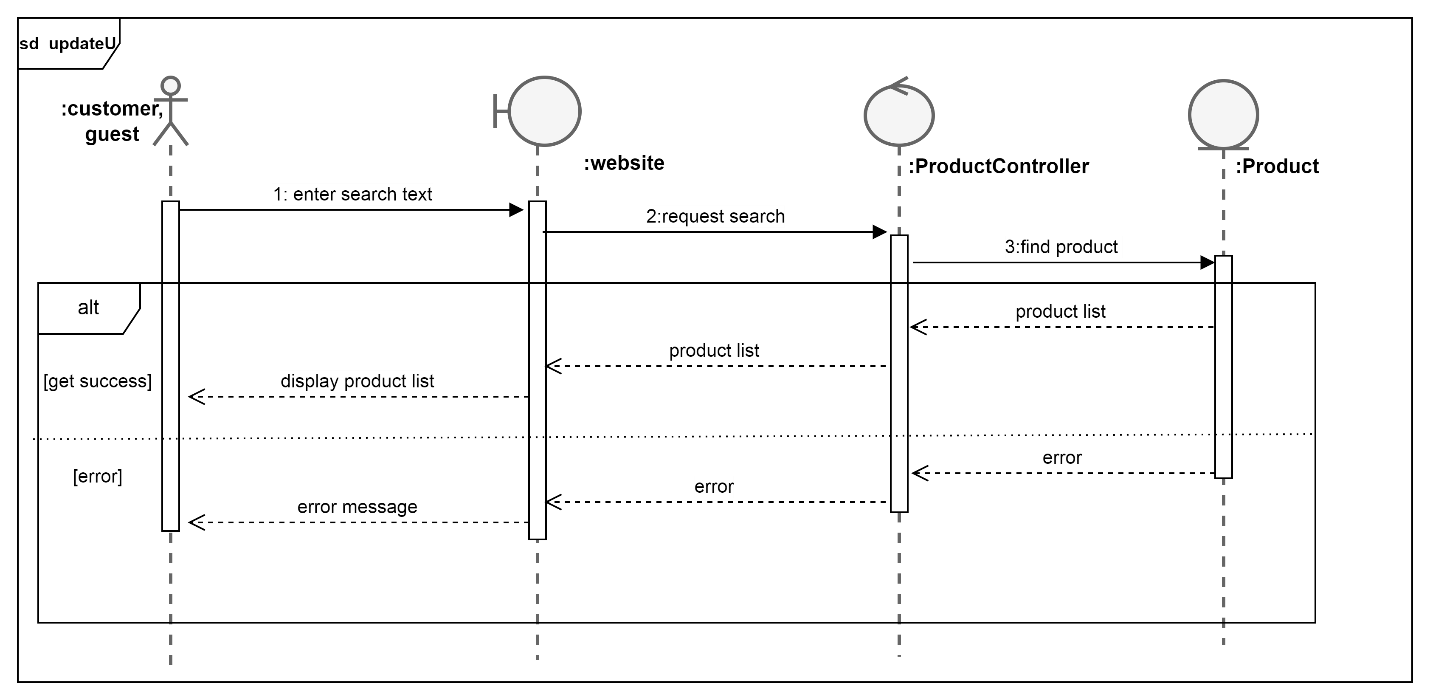 sd updateU
:customer,
guest
:website
:ProductController
:Product
1: enter search text
2:request search
3:find product
alt
product list
product list
[get success]
display product list
error
[error]
error
error message